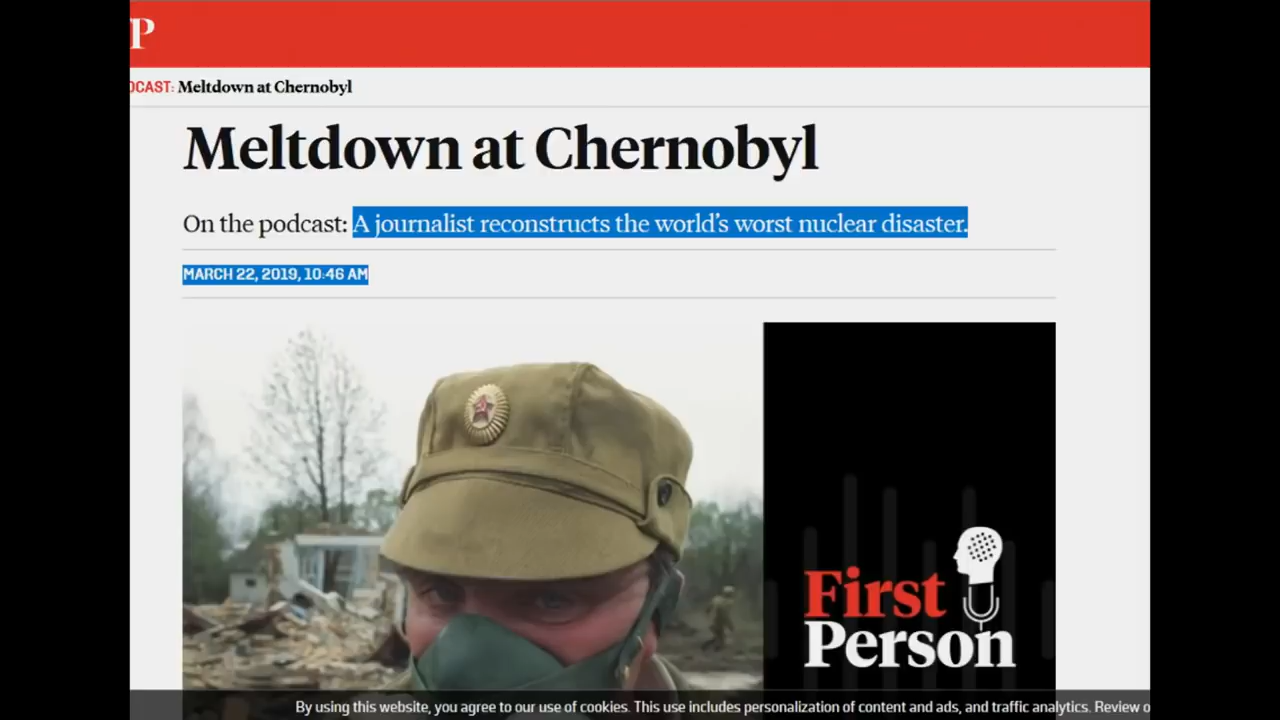 P
DCAST: Meltdown at Chernobyl
Meltdown at Chernobyl
On the podcast: A journalist reconstructs the world's worst nuclear disaster.
MARCH 22, 2019, 10:46 AM
First
Person
By using this website, you agree to our use of cookies. This use includes personalization of content and ads, and traffic analytics. Review o